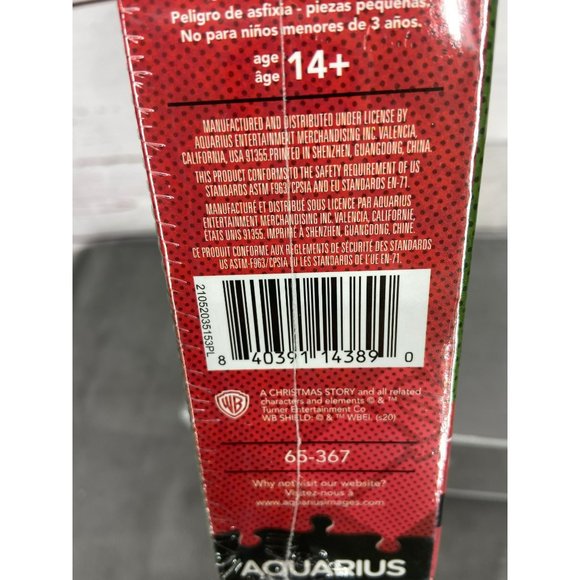 Peligro de asfixia - piezas pequeñas.
No para niños menores de 3 años.
age
âge 14+
MANUFACTURED AND DISTRIBUTED UNDER LICENSE BY
AQUARIUS ENTERTAINMENT MERCHANDISING INC. VALENCIA,
CALIFORNIA, USA 91355. PRINTED IN SHENZHEN, GUANGDONG, CHINA.
THIS PRODUCT CONFORMS TO THE SAFETY REQUIREMENT OF US
STANDARDS ASTM F963/CPSIA AND EU STANDARDS EN-71.
MANUFACTURÉ ET DISTRIBUÉ SOUS LICENCE PAR AQUARIUS
ENTERTAINMENT MERCHANDISING INC. VALENCIA, CALIFORNIE,
ÉTATS UNIS 91355. IMPRIMÉ À SHENZHEN, GUANGDONG, CHINE
CE PRODUIT CONFORME AUX RÈGLEMENTS DE SÉCURITÉ DES STANDARDS
US ASTM-F963/CPSIA OU LES STANDARDS DE L'UE EN-71.
21052035153PL
8 40391 14389 0
WB
A CHRISTMAS STORY and all related
characters and elements © & ™
Turner Entertainment Co
WB SHIELD: © & ™ WBEI. (s20)
65-367
Why not visit our website?
Visitez-nous à
www.aquariusimages.com
AQUARIUS